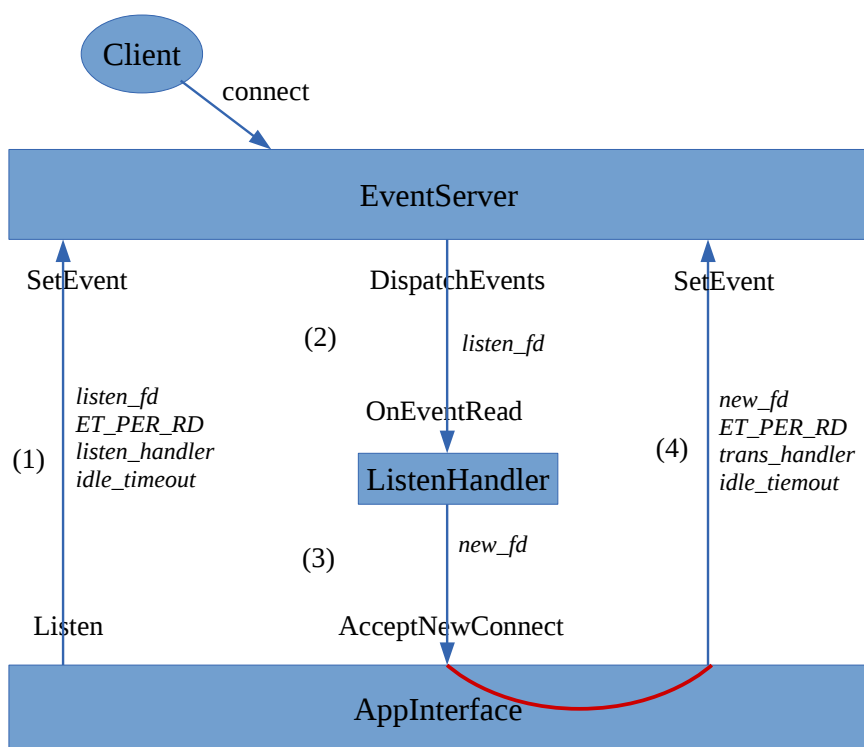 Client
connect
EventServer
SetEvent
DispatchEvents
SetEvent
(2)
listen_fd
listen_fd
ET_PER_RD
listen_handler
idle_timeout
(1)
OnEventRead
new_fd
ET_PER_RD
trans_handler
idle_tiemout
(4)
ListenHandler
(3)
new_fd
Listen
AcceptNewConnect
AppInterface